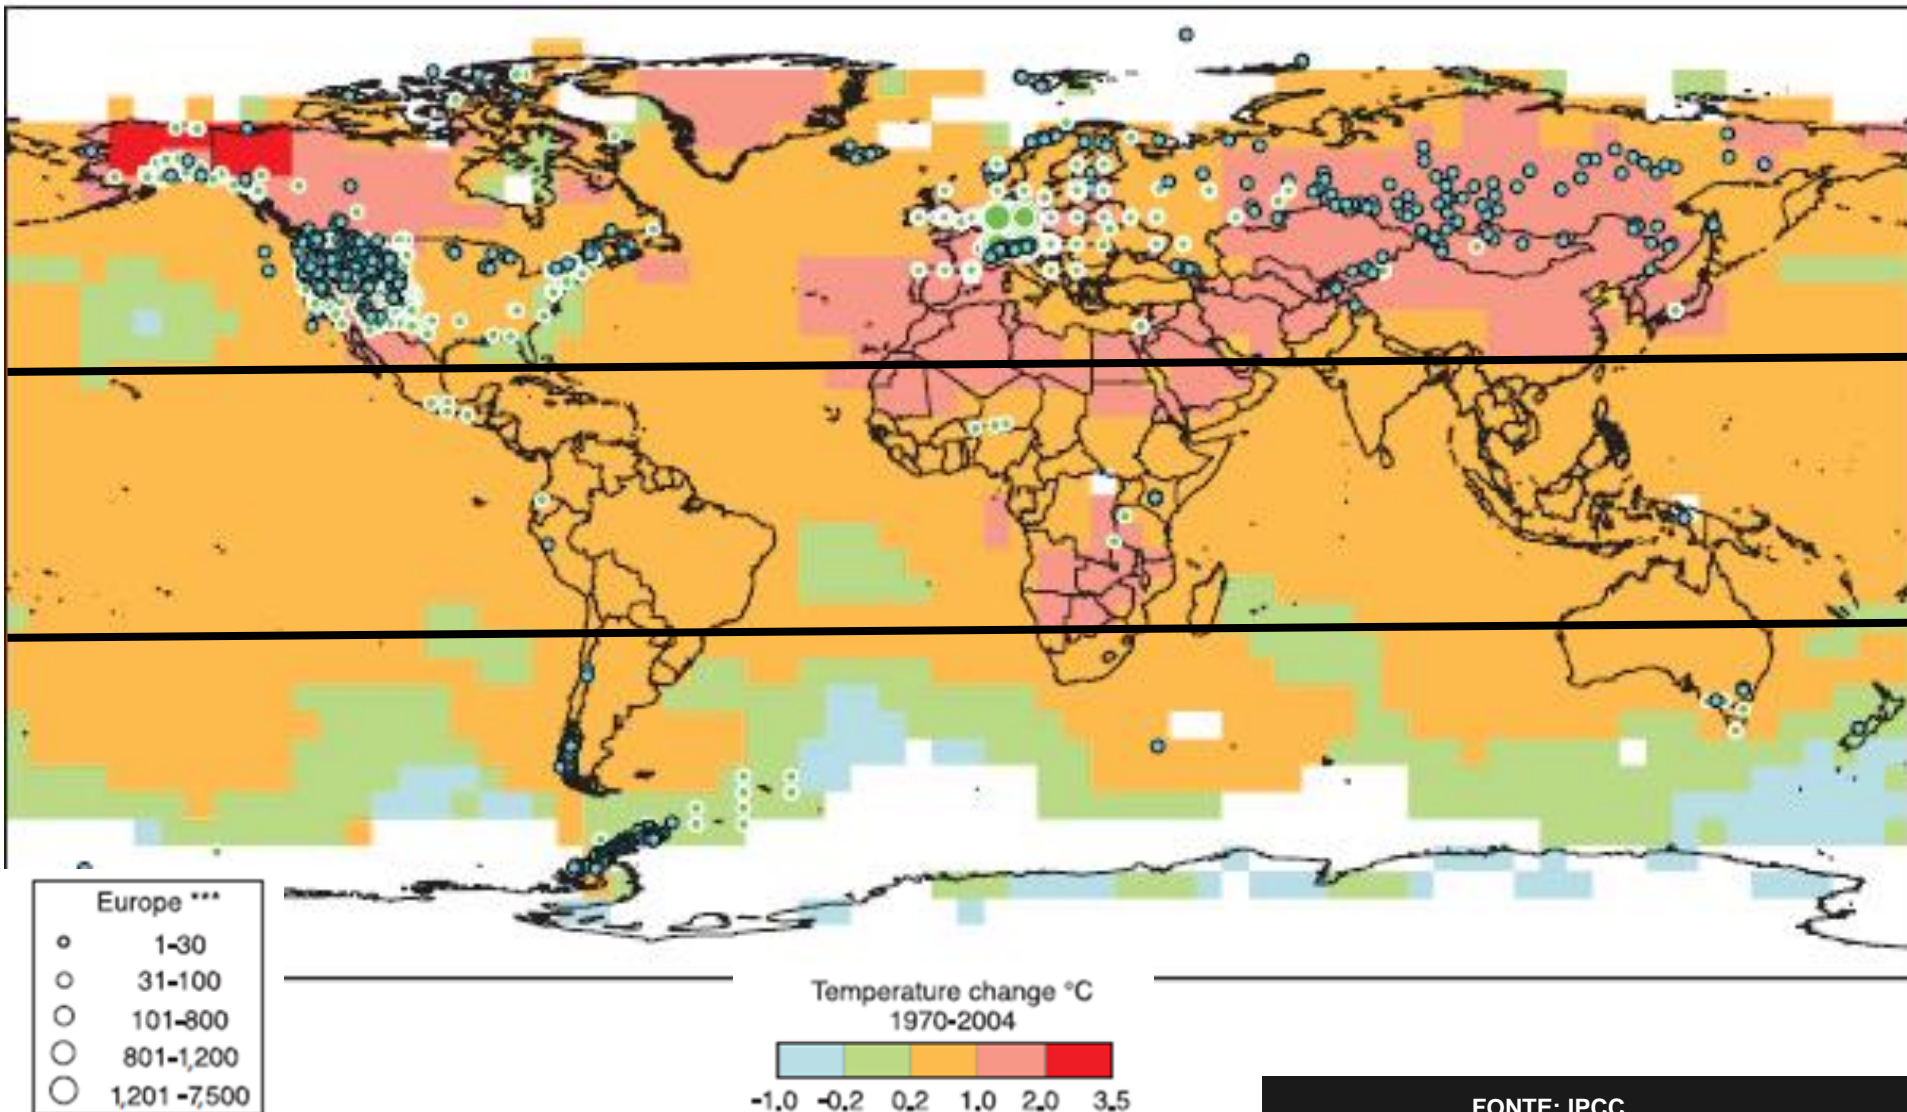 Europe ***
1-30
31-100
101-800
801-1,200
1,201 -7,500
Temperature change °C
1970-2004
-1.0 -0.2 0.2 1.0 2.0 3.5
FONTE: IPCC